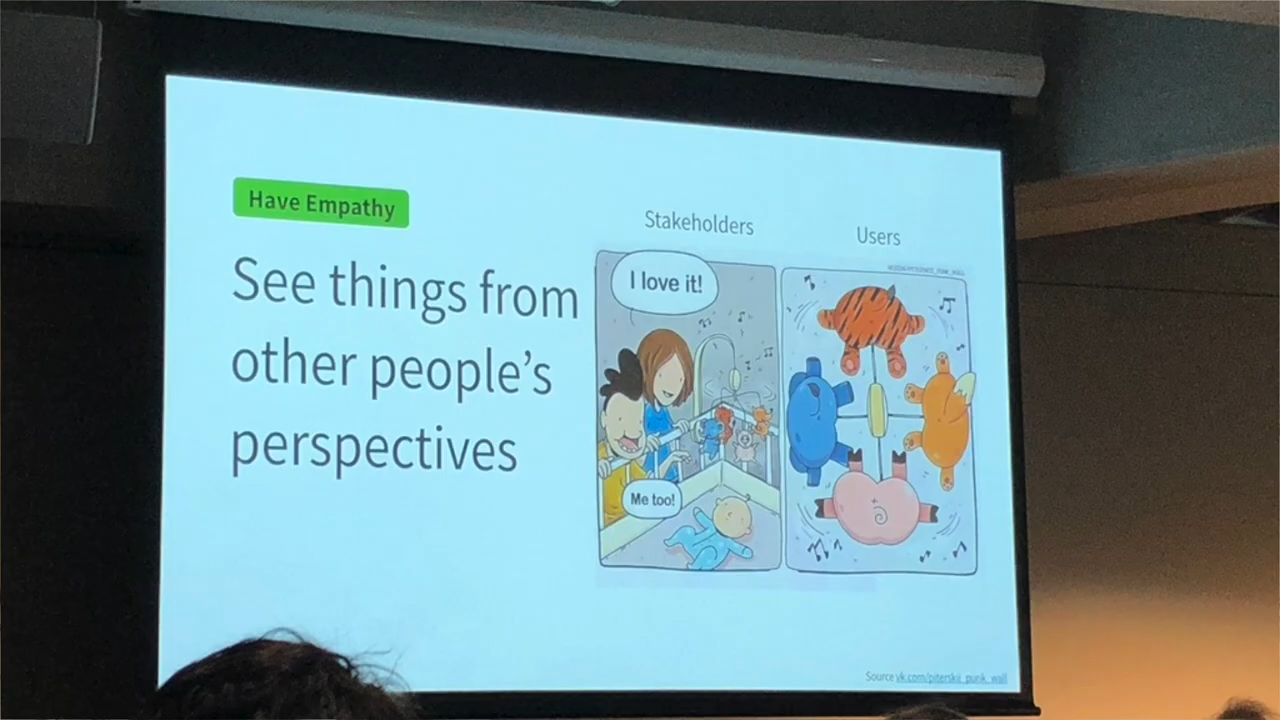 Have Empathy
See things from
other people's
perspectives
Stakeholders
Users
I love it!
Me too!
Source vk.com/piterskii_punk_wall